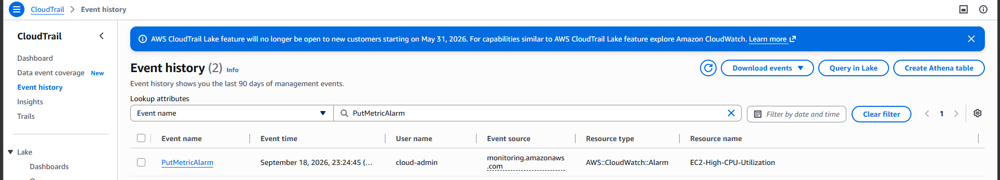 CloudTrail > Event history
CloudTrail
Dashboard
Data event coverage New
Event history
Insights
Trails
Lake
Dashboards
AWS CloudTrail Lake feature will no longer be open to new customers starting on May 31, 2026. For capabilities similar to AWS CloudTrail Lake feature explore Amazon CloudWatch. Learn more
Event history (2) Info
Download events
Query in Lake
Create Athena table
Event history shows you the last 90 days of management events.
Lookup attributes
Event name
PutMetricAlarm
Filter by date and time
Clear filter
1
Event name Event time User name Event source Resource type Resource name
PutMetricAlarm September 18, 2026, 23:24:45 (… cloud-admin monitoring.amazonaws
.com AWS::CloudWatch::Alarm EC2-High-CPU-Utilization